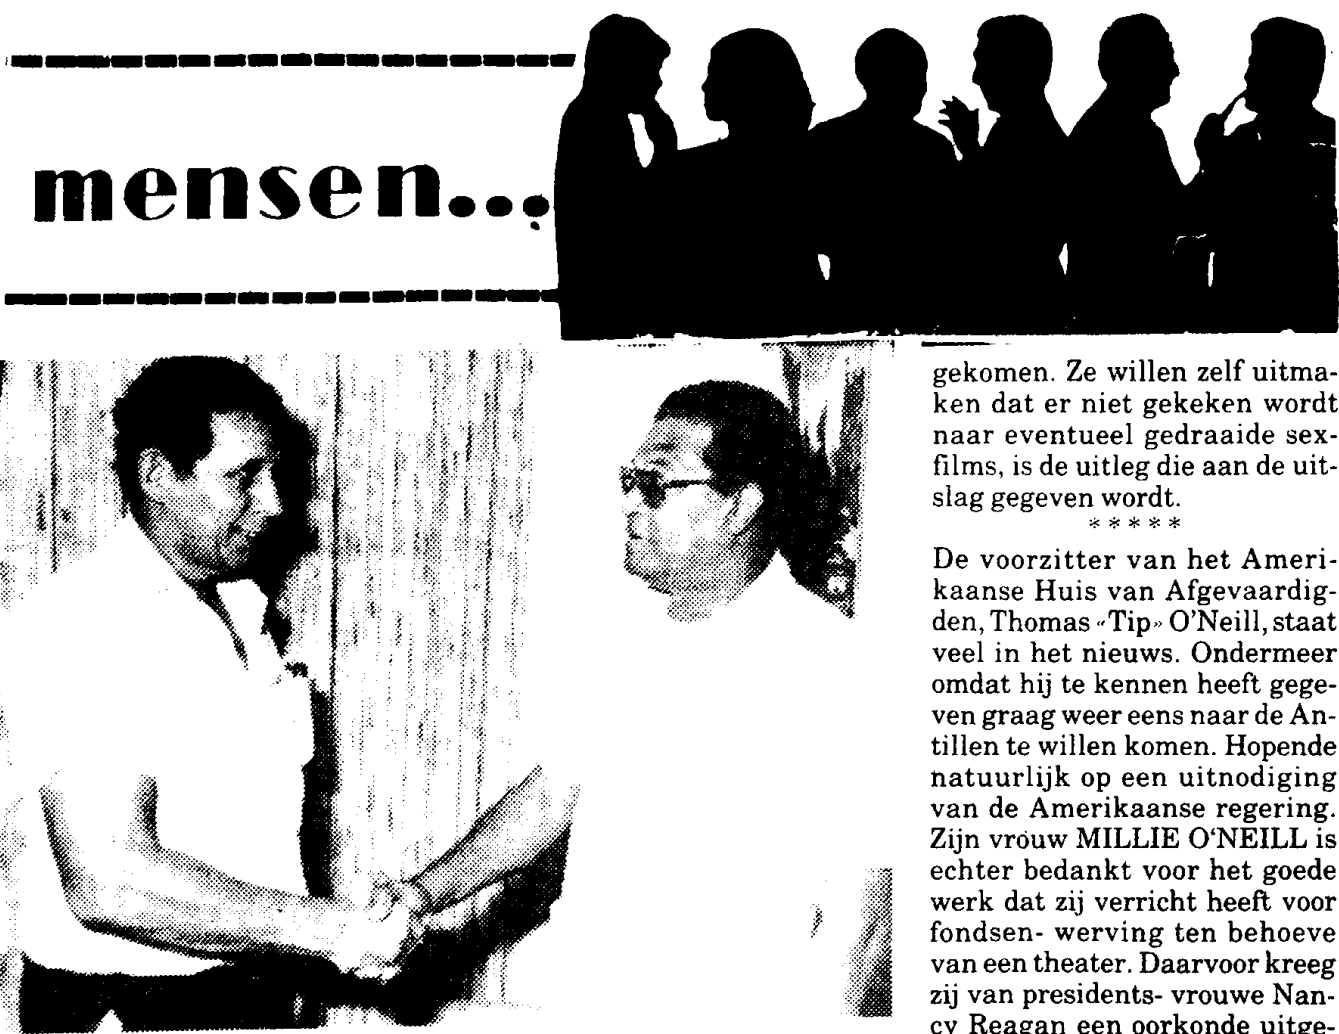 mensen...
gekomen. Ze willen zelf uitma-
ken dat er niet gekeken wordt
naar eventueel gedraaide sex-
films, is de uitleg die aan de uit-
slag gegeven wordt.
*****
De voorzitter van het Ameri-
kaanse Huis van Afgevaardig-
den, Thomas «Tip» O'Neill, staat
veel in het nieuws. Ondermeer
omdat hij te kennen heeft gege-
ven graag weer eens naar de An-
tillen te willen komen. Hopende
natuurlijk op een uitnodiging
van de Amerikaanse regering.
Zijn vrouw MILLIE O'NEILL is
echter bedankt voor het goede
werk dat zij verricht heeft voor
fondsen- werving ten behoeve
van een theater. Daarvoor kreeg
zij van presidents- vrouwe Nan-
cy Reagan een oorkonde uitge-